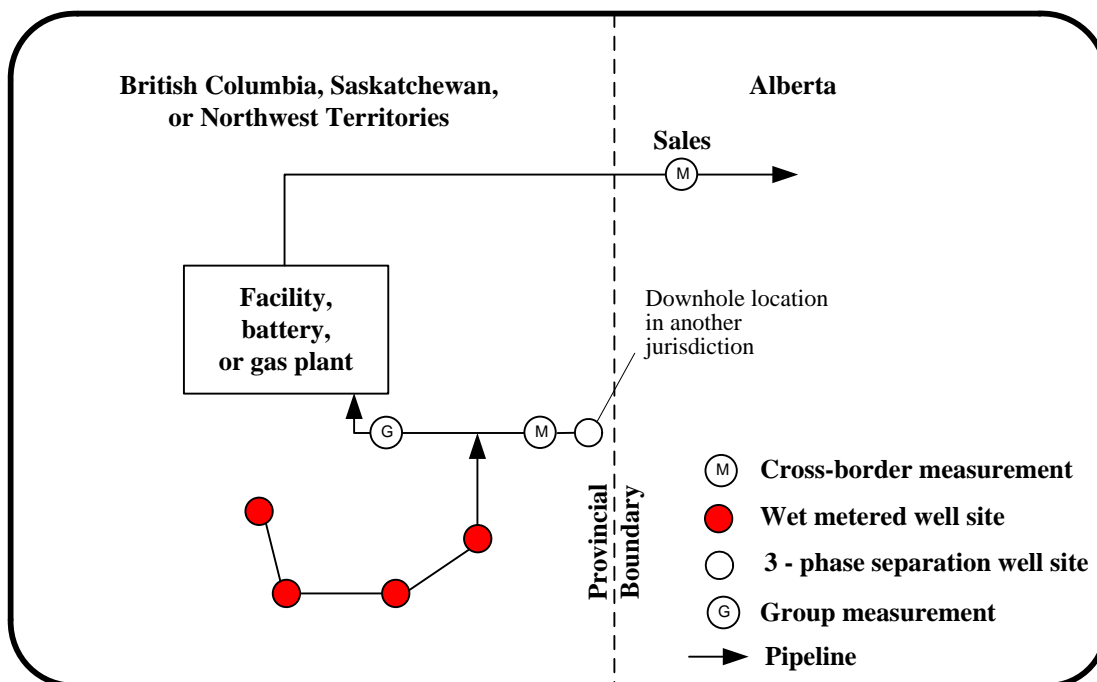 British Columbia, Saskatchewan,
or Northwest Territories
Alberta
Sales
M
Facility,
battery,
or gas plant
Downhole location
in another
jurisdiction
G
M
Provincial
Boundary
M Cross-border measurement
Wet metered well site
3 - phase separation well site
G Group measurement
Pipeline